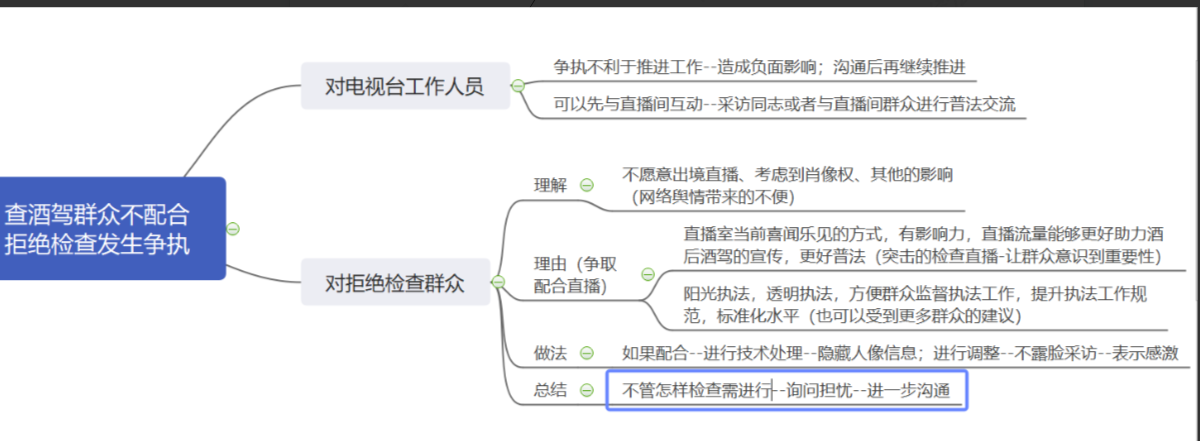 查酒驾群众不配合
拒绝检查发生争执
对电视台工作人员
争执不利于推进工作--造成负面影响；沟通后再继续推进
可以先与直播间互动--采访同志或者与直播间群众进行普法交流
对拒绝检查群众
理解
不愿意出境直播、考虑到肖像权、其他的影响
（网络舆情带来的不便）
理由（争取
配合直播）
直播室当前喜闻乐见的方式，有影响力，直播流量能够更好助力酒
后酒驾的宣传，更好普法（突击的检查直播-让群众意识到重要性）
阳光执法，透明执法，方便群众监督执法工作，提升执法工作规
范，标准化水平（也可以受到更多群众的建议）
做法
如果配合--进行技术处理--隐藏人像信息；进行调整--不露脸采访--表示感激
总结
不管怎样检查需进行--询问担忧--进一步沟通